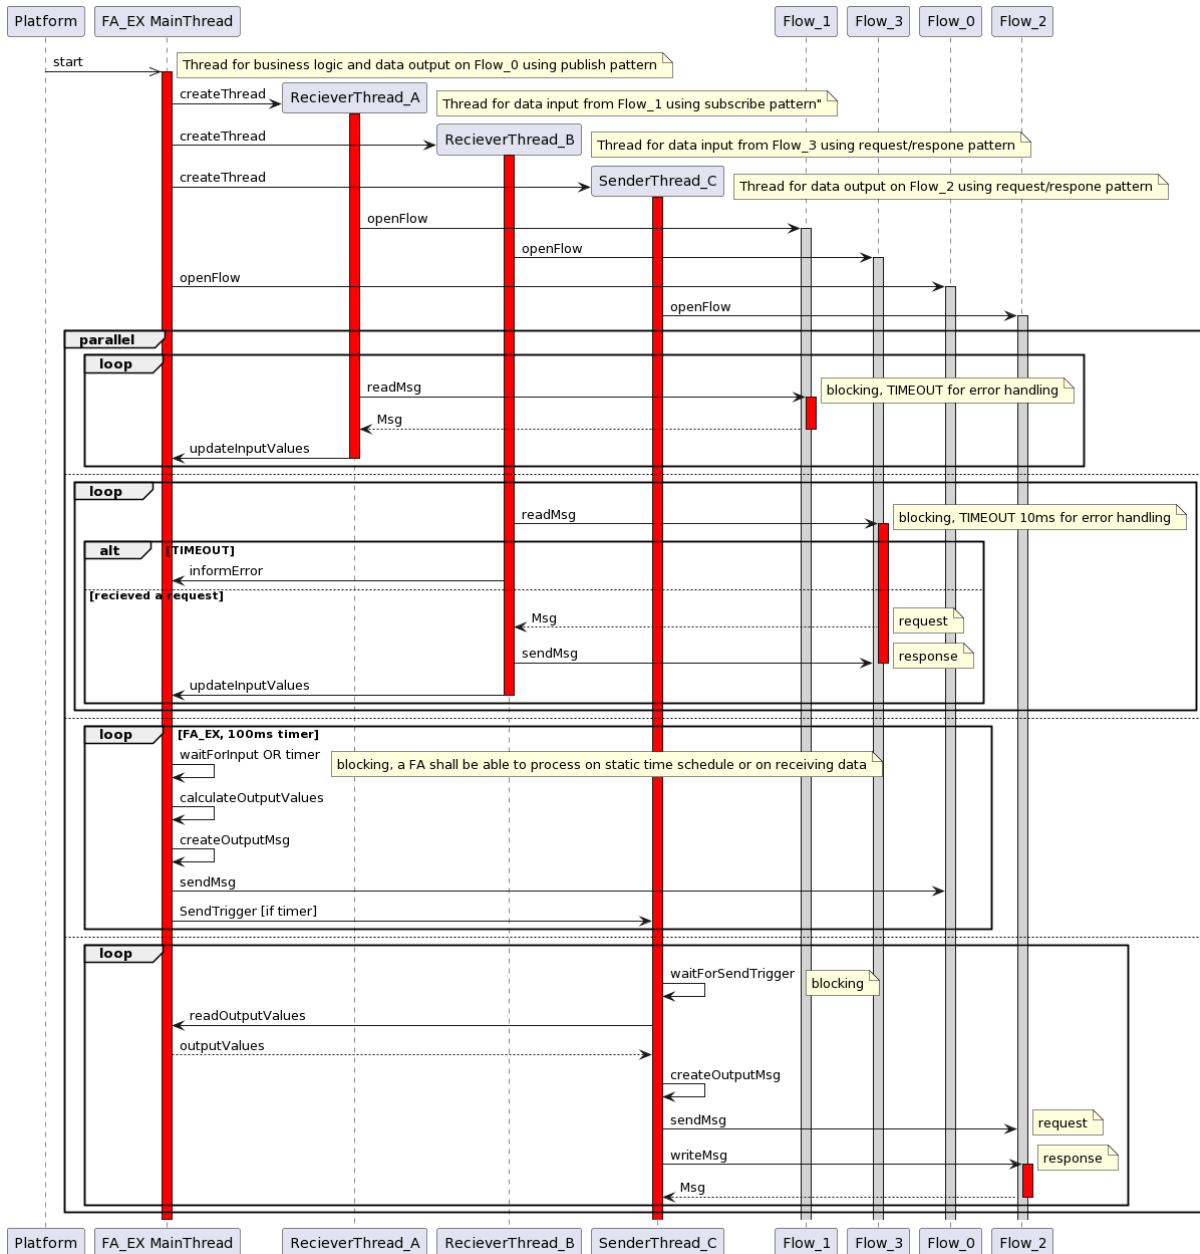 Platform
FA_EX MainThread
Flow_1
Flow_3
Flow_0
Flow_2
start
Thread for business logic and data output on Flow_0 using publish pattern
createThread
RecieverThread_A
Thread for data input from Flow_1 using subscribe pattern"
createThread
RecieverThread_B
Thread for data input from Flow_3 using request/respone pattern
createThread
SenderThread_C
Thread for data output on Flow_2 using request/respone pattern
openFlow
openFlow
openFlow
openFlow
parallel
loop
readMsg
blocking, TIMEOUT for error handling
Msg
updateInputValues
loop
readMsg
blocking, TIMEOUT 10ms for error handling
alt
[TIMEOUT]
informError
[recieved a request]
Msg
request
sendMsg
response
updateInputValues
loop
[FA_EX, 100ms timer]
waitForInput OR timer
blocking, a FA shall be able to process on static time schedule or on receiving data
calculateOutputValues
createOutputMsg
sendMsg
SendTrigger [if timer]
loop
waitForSendTrigger
blocking
readOutputValues
outputValues
createOutputMsg
sendMsg
request
writeMsg
response
Msg
Platform
FA_EX MainThread
RecieverThread_A
RecieverThread_B
SenderThread_C
Flow_1
Flow_3
Flow_0
Flow_2